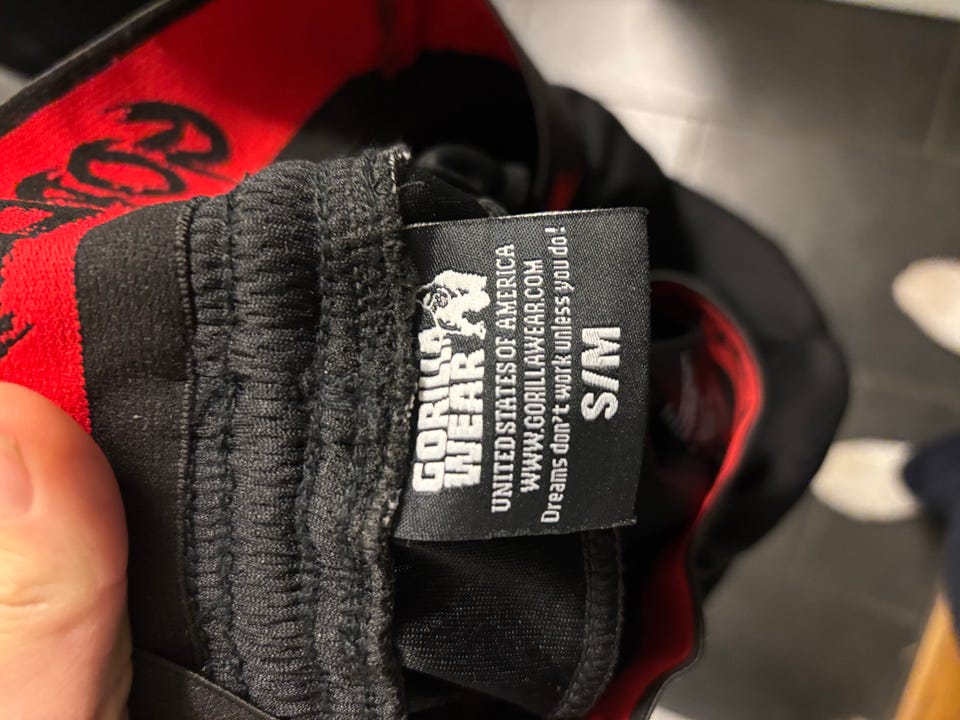 GORILLA
WEAR
UNITED STATES OF AMERICA
WWW.GORILLAWEAR.COM
Dreams don't work unless you do!
S/M